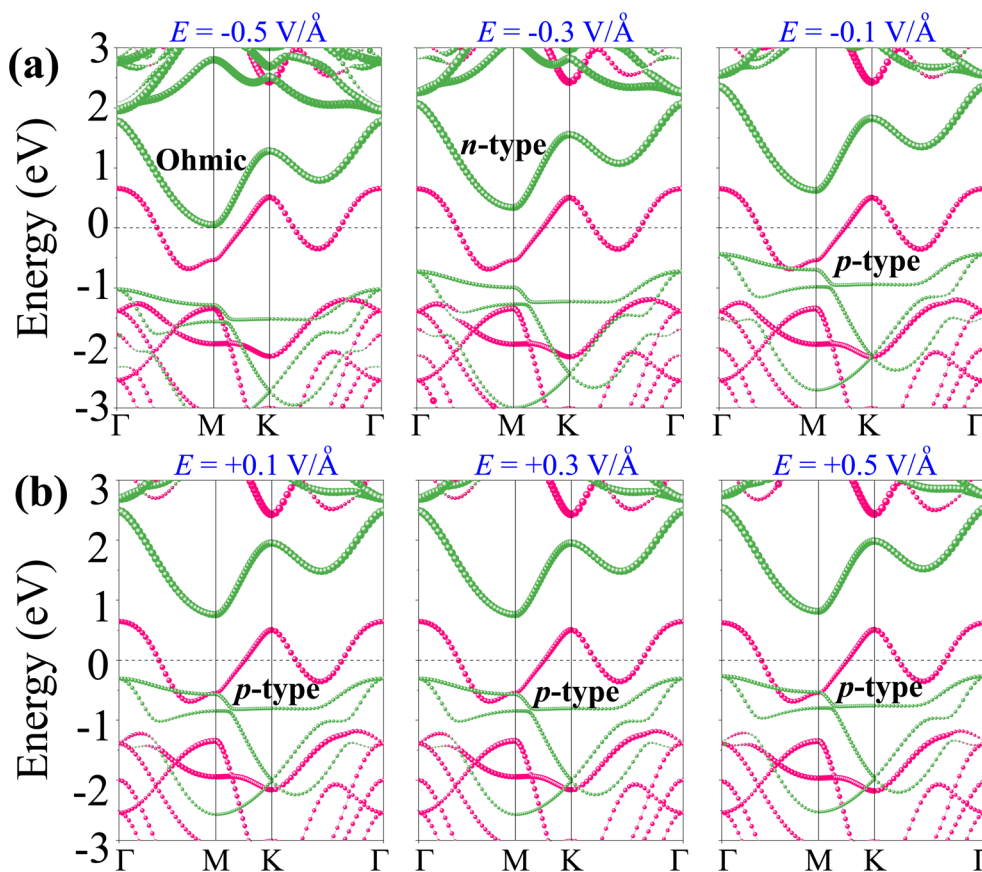 (a)
E = -0.5 V/Å
E = -0.3 V/Å
E = -0.1 V/Å
Energy (eV)
3
2
1
0
-1
-2
-3
Ohmic
n-type
p-type
Γ M K Γ
Γ M K Γ
Γ M K Γ
(b)
E = +0.1 V/Å
E = +0.3 V/Å
E = +0.5 V/Å
Energy (eV)
3
2
1
0
-1
-2
-3
p-type
p-type
p-type
Γ M K Γ
Γ M K Γ
Γ M K Γ